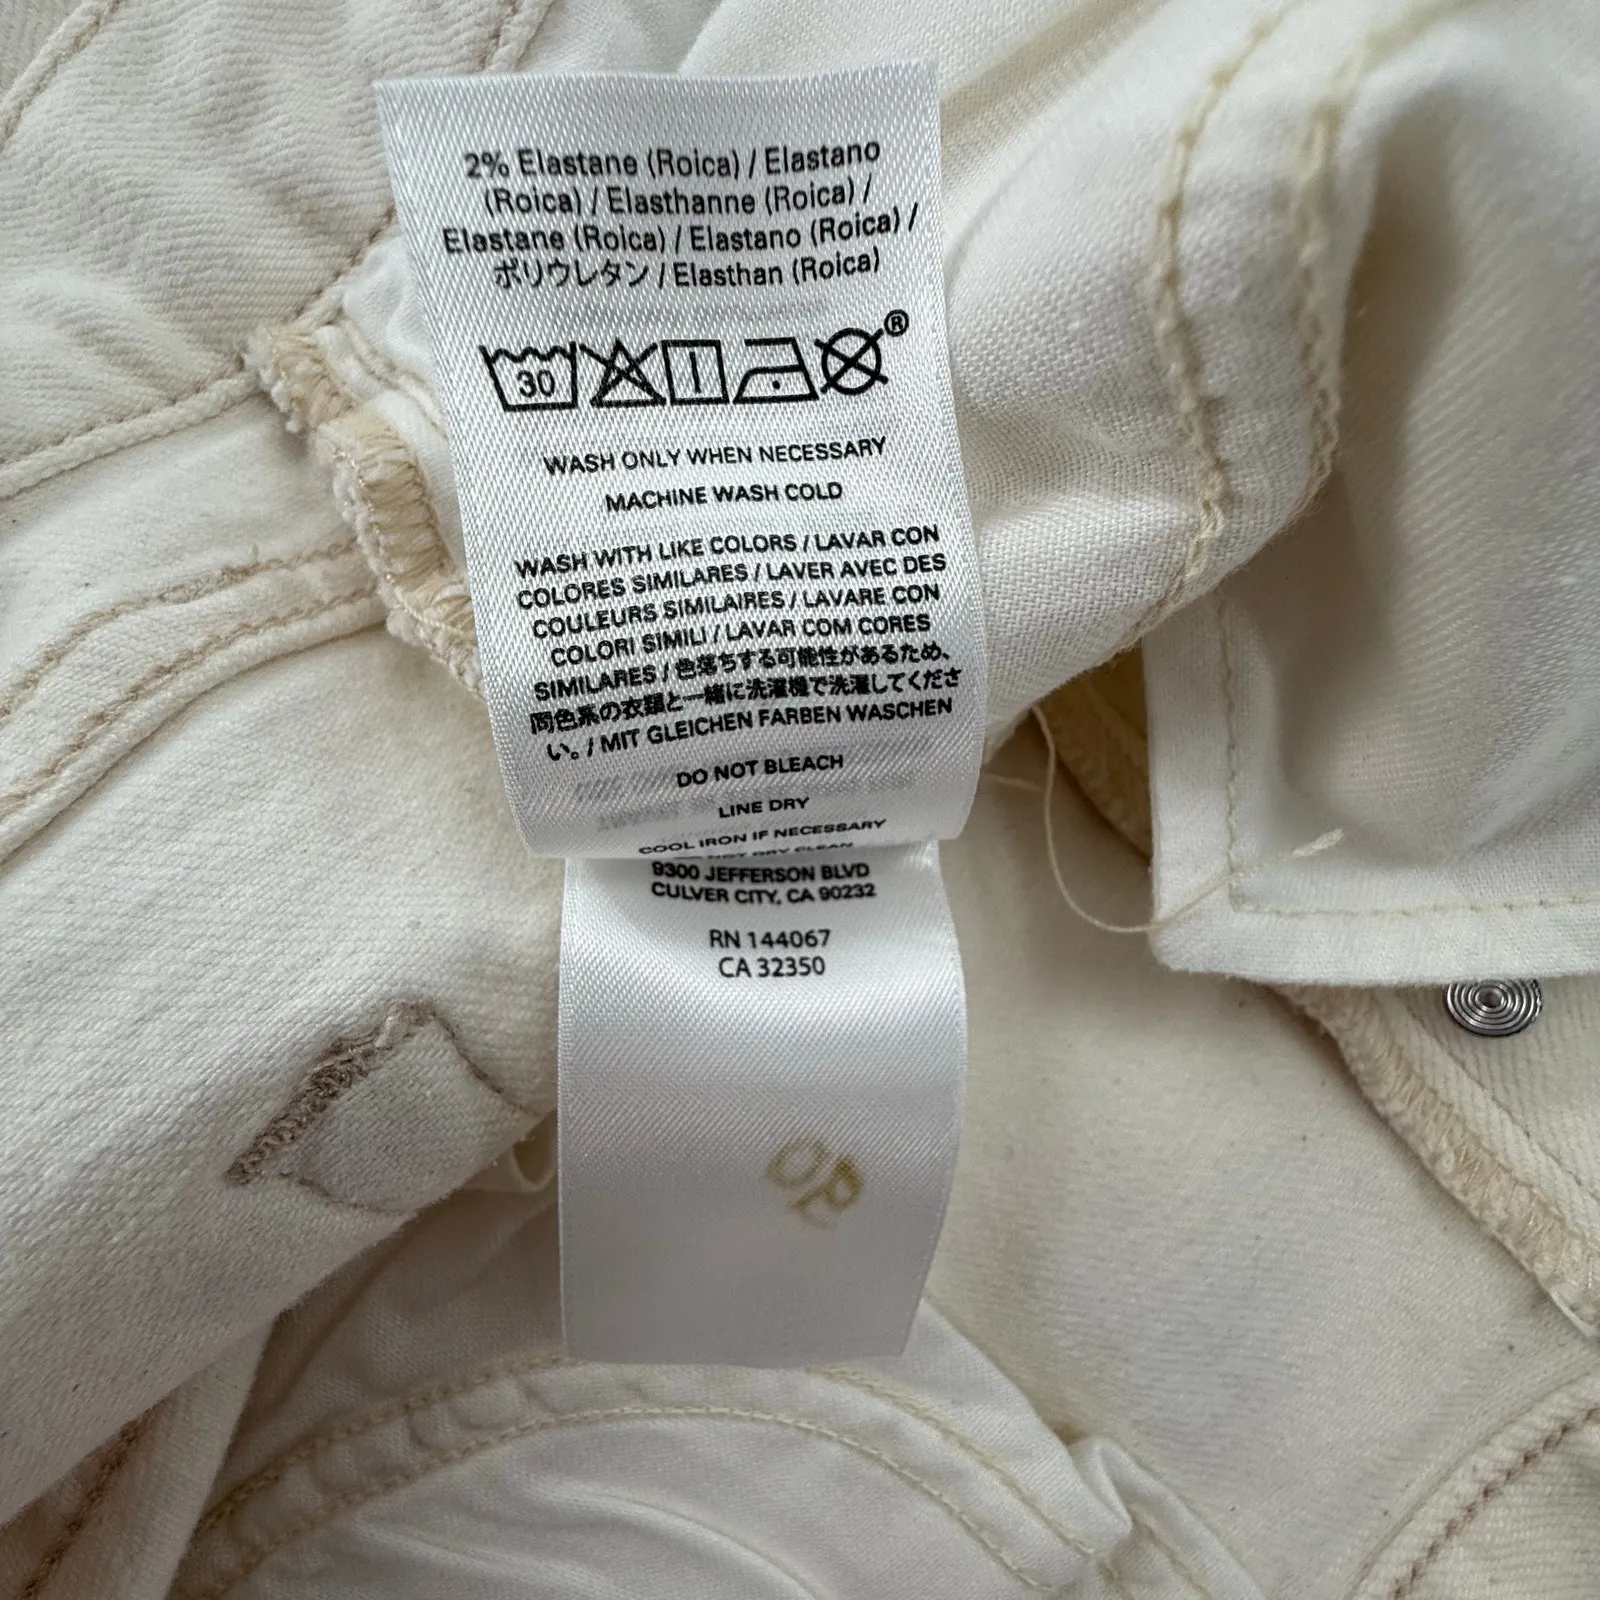 2% Elastane (Roica) / Elastano
(Roica) / Elasthanne (Roica) /
Elastane (Roica) / Elastano (Roica) /
ポリウレタン / Elasthan (Roica)
30
®
WASH ONLY WHEN NECESSARY
MACHINE WASH COLD
WASH WITH LIKE COLORS / LAVAR CON
COLORES SIMILARES / LAVER AVEC DES
COULEURS SIMILAIRES / LAVARE CON
COLORI SIMILI / LAVAR COM CORES
SIMILARES / 色落ちする可能性があるため、
同色系の衣類と一緒に洗濯機で洗濯してくださ
い。/ MIT GLEICHEN FARBEN WASCHEN
DO NOT BLEACH
LINE DRY
COOL IRON IF NECESSARY
DO NOT DRY CLEAN
9300 JEFFERSON BLVD
CULVER CITY, CA 90232
RN 144067
CA 32350